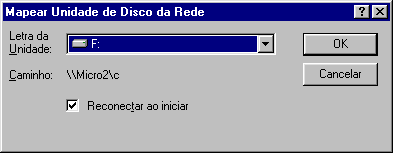 Mapear Unidade de Disco da Rede
Letra da
Unidade:
F:
OK
Caminho:
\\Micro2\c
Cancelar
Reconectar ao iniciar